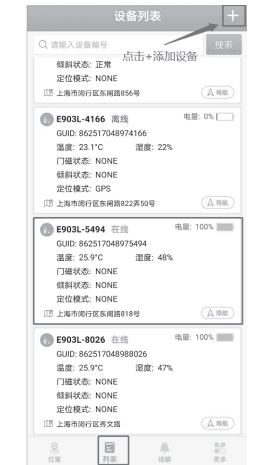 设备列表 +
请输入设备编号 搜索
点击+添加设备
倾斜状态: 正常
定位模式: NONE
上海市闵行区东闸路856号 导航
E903L-4166 离线 电量: 0%
GUID: 862517048974166
温度: 23.1°C 湿度: 22%
门磁状态: NONE
倾斜状态: NONE
定位模式: GPS
上海市闵行区东闸路822弄50号 导航
E903L-5494 在线 电量: 100%
GUID: 862517048975494
温度: 25.9°C 湿度: 48%
门磁状态: NONE
倾斜状态: NONE
定位模式: NONE
上海市闵行区东闸路818号 导航
E903L-8026 在线 电量: 100%
GUID: 862517048988026
温度: 25.9°C 湿度: 47%
门磁状态: NONE
倾斜状态: NONE
定位模式: NONE
上海市闵行区秀文路 导航
位置 列表 提醒 更多